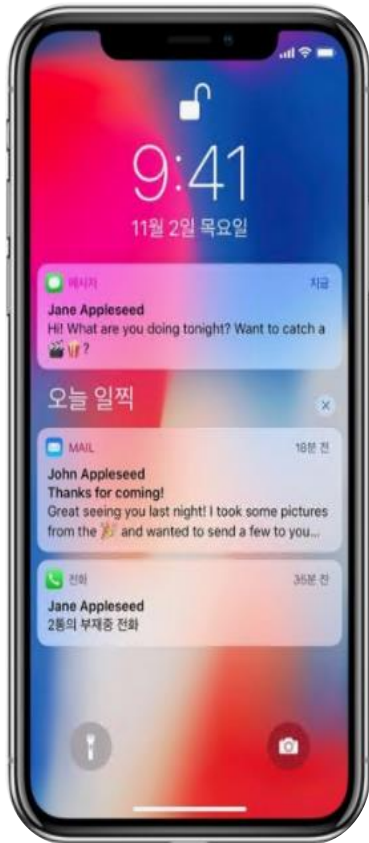 9:41
11월 2일 목요일
메시지 지금
Jane Appleseed
Hi! What are you doing tonight? Want to catch a
🎬🍿?
오늘 일찍
MAIL 18분 전
John Appleseed
Thanks for coming!
Great seeing you last night! I took some pictures
from the 🎉 and wanted to send a few to you...
전화 35분 전
Jane Appleseed
2통의 부재중 전화